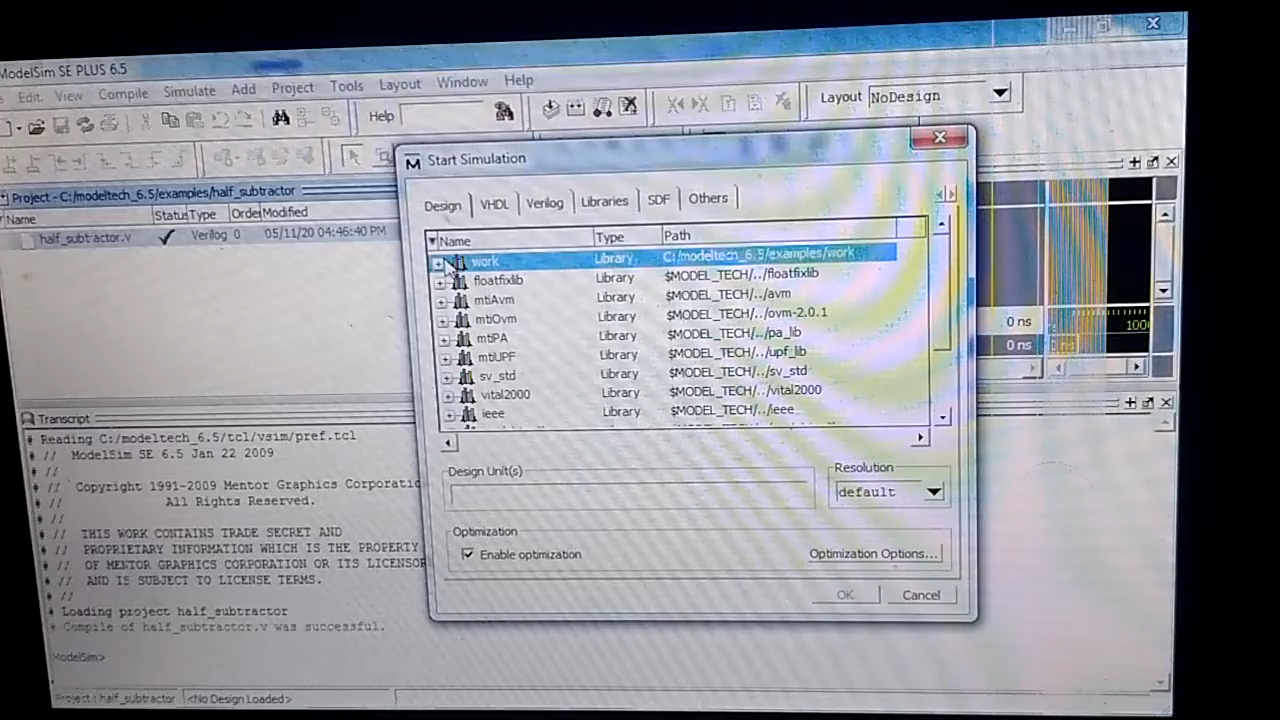 ModelSim SE PLUS 6.5
Edit View Compile Simulate Add Project Tools Layout Window Help
Help
Layout NoDesign
Project - C:/modeltech_6.5/examples/half_subtractor
Name Status Type Order Modified
half_subtractor.v Verilog 0 05/11/20 04:46:40 PM
Start Simulation
Design VHDL Verilog Libraries SDF Others
Name Type Path
work Library C:/modeltech_6.5/examples/work
floatfixlib Library $MODEL_TECH/../floatfixlib
mtiAvm Library $MODEL_TECH/../avm
mtiOvm Library $MODEL_TECH/../ovm-2.0.1
mtiPA Library $MODEL_TECH/../pa_lib
mtiUPF Library $MODEL_TECH/../upf_lib
sv_std Library $MODEL_TECH/../sv_std
vital2000 Library $MODEL_TECH/../vital2000
ieee Library $MODEL_TECH/../ieee
Design Unit(s)
Resolution
default
Optimization
Enable optimization
Optimization Options...
OK Cancel
0 ns
0 ns
Transcript
# Reading C:/modeltech_6.5/tcl/vsim/pref.tcl
# // ModelSim SE 6.5 Jan 22 2009
# //
# // Copyright 1991-2009 Mentor Graphics Corporatio
# // All Rights Reserved.
# //
# // THIS WORK CONTAINS TRADE SECRET AND
# // PROPRIETARY INFORMATION WHICH IS THE PROPERTY
# // OF MENTOR GRAPHICS CORPORATION OR ITS LICENSOR
# // AND IS SUBJECT TO LICENSE TERMS.
# //
# Loading project half_subtractor
# Compile of half_subtractor.v was successful.
ModelSim>
Project : half_subtractor <No Design Loaded>